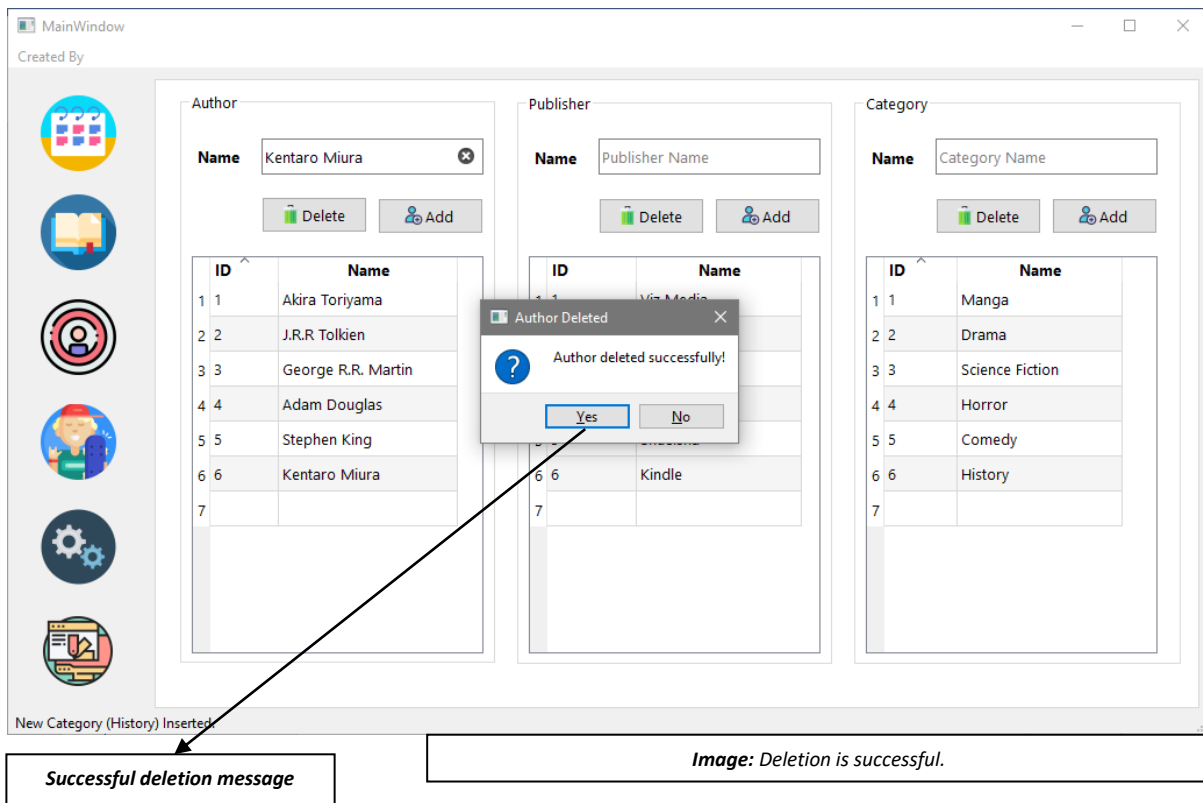 MainWindow
Created By
Author
Name Kentaro Miura
Delete Add
ID Name
1 1 Akira Toriyama
2 2 J.R.R Tolkien
3 3 George R.R. Martin
4 4 Adam Douglas
5 5 Stephen King
6 6 Kentaro Miura
7
Publisher
Name Publisher Name
Delete Add
ID Name
1 1 Viz Media
6 6 Kindle
7
Category
Name Category Name
Delete Add
ID Name
1 1 Manga
2 2 Drama
3 3 Science Fiction
4 4 Horror
5 5 Comedy
6 6 History
7
Author Deleted
Author deleted successfully!
Yes No
New Category (History) Inserted.
Successful deletion message
Image: Deletion is successful.